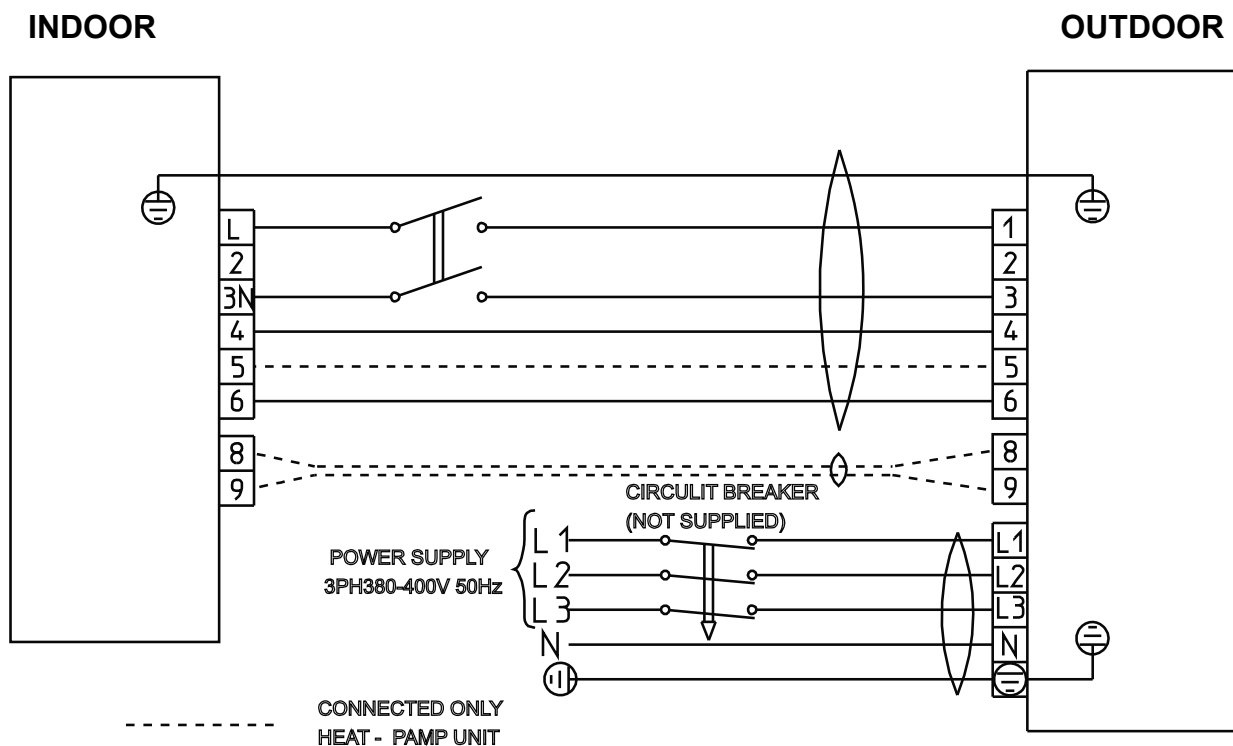 INDOOR
OUTDOOR
L
2
3N
4
5
6
8
9
1
2
3
4
5
6
8
9
CIRCULIT BREAKER
(NOT SUPPLIED)
POWER SUPPLY
3PH380-400V 50Hz
L1
L2
L3
N
L1
L2
L3
N
CONNECTED ONLY
HEAT - PAMP UNIT